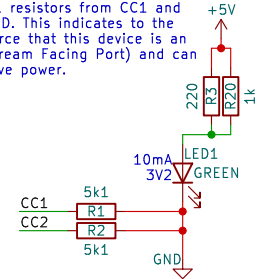 resistors from CC1 and
D. This indicates to the
rce that this device is an
ream Facing Port) and can
ve power.
+5V
220
R3
R20
1k
LED1
10mA
3V2
GREEN
5k1
CC1
R1
CC2
R2
5k1
GND